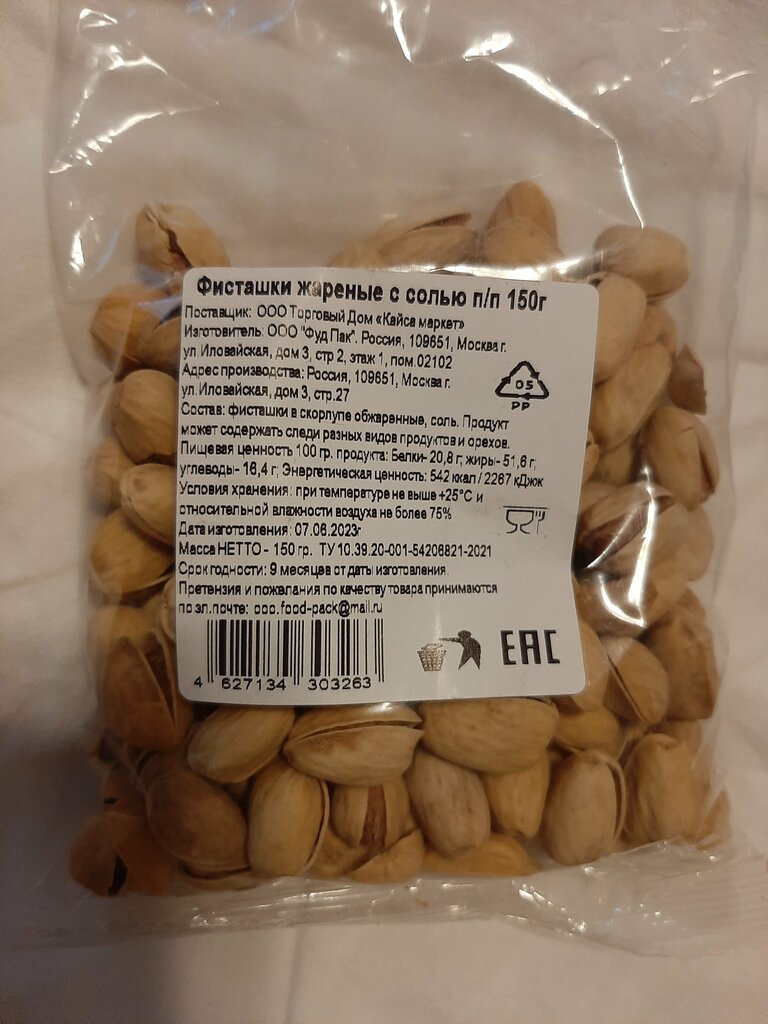 Фисташки жареные с солью п/п 150г
Поставщик: ООО Торговый Дом «Кайса маркет»
Изготовитель: ООО "Фуд Пак". Россия, 109651, Москва г.
ул.Иловайская, дом 3, стр 2, этаж 1, пом.02102
Адрес производства: Россия, 109651, Москва г.
ул.Иловайская, дом 3, стр.27
Состав: фисташки в скорлупе обжаренные, соль. Продукт
может содержать следи разных видов продуктов и орехов.
Пищевая ценность 100 гр. продукта: Белки- 20,8 г; жиры- 51,6 г;
углеводы- 16,4 г; Энергетическая ценность: 542 ккал / 2267 кДжж
Условия хранения: при температуре не выше +25°С и
относительной влажности воздуха не более 75%
Дата изготовления: 07.06.2023г
Масса НЕТТО - 150 гр. ТУ 10.39.20-001-54206821-2021
Срок годности: 9 месяцев от даты изготовления.
Претензия и пожелания по качеству товара принимаются
по эл.почте: ooo.food-pack@mail.ru
05
PP
4 627134 303263
ЕАС